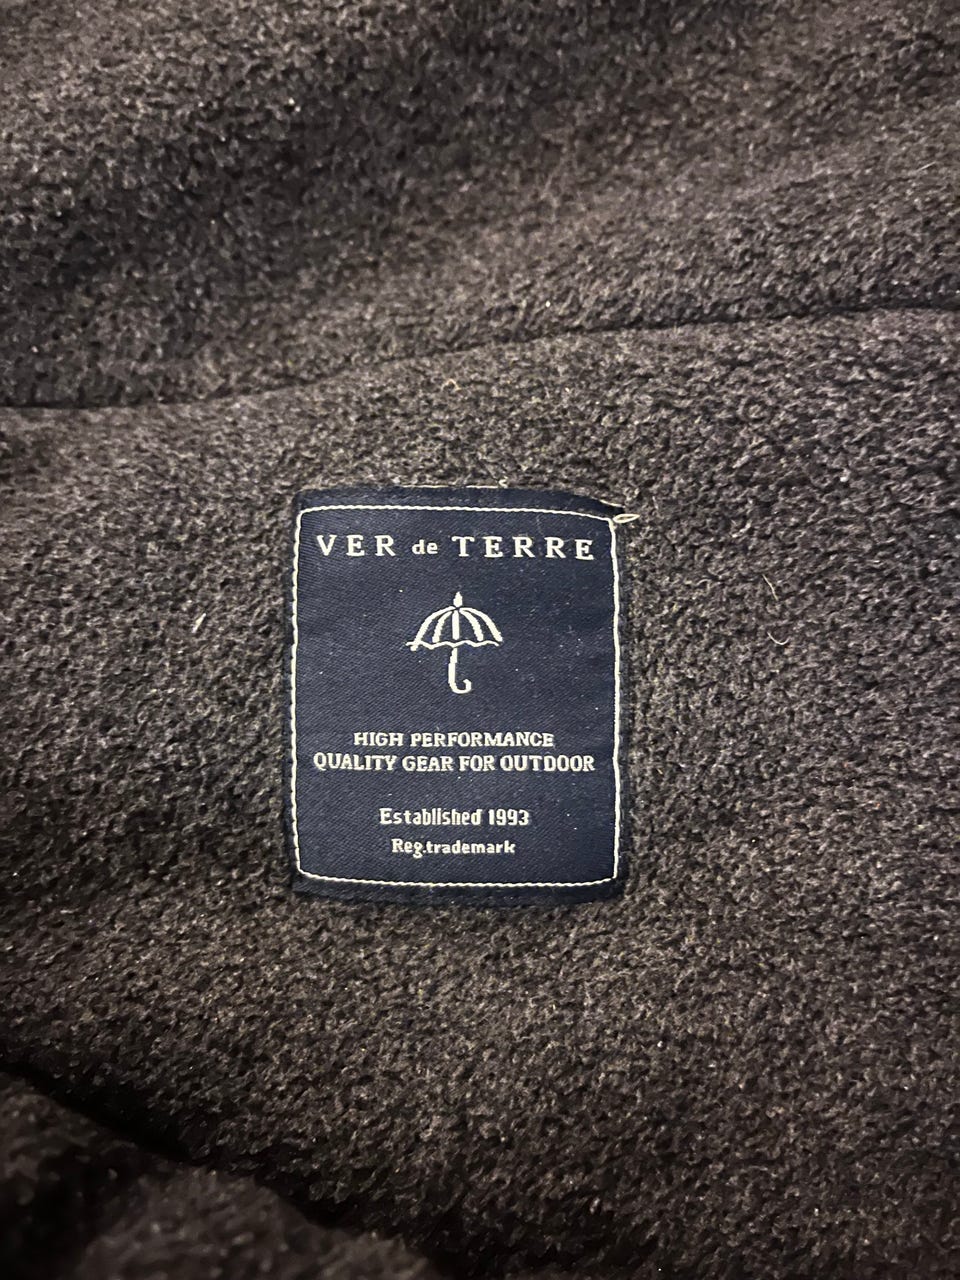 VER de TERRE
HIGH PERFORMANCE
QUALITY GEAR FOR OUTDOOR
Established 1993
Reg.trademark